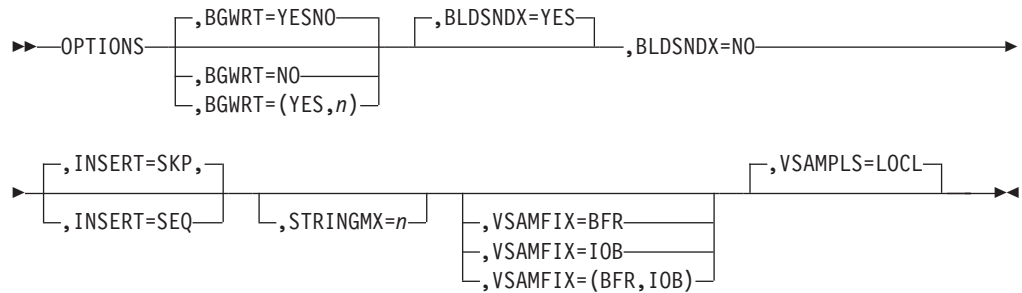 ,BGWRT=YESNO ,BLDSNDX=YES
OPTIONS ,BLDSNDX=NO
,BGWRT=NO
,BGWRT=(YES,n)
,INSERT=SKP, ,VSAMPLS=LOCL
,INSERT=SEQ ,STRINGMX=n ,VSAMFIX=BFR
,VSAMFIX=IOB
,VSAMFIX=(BFR,IOB)